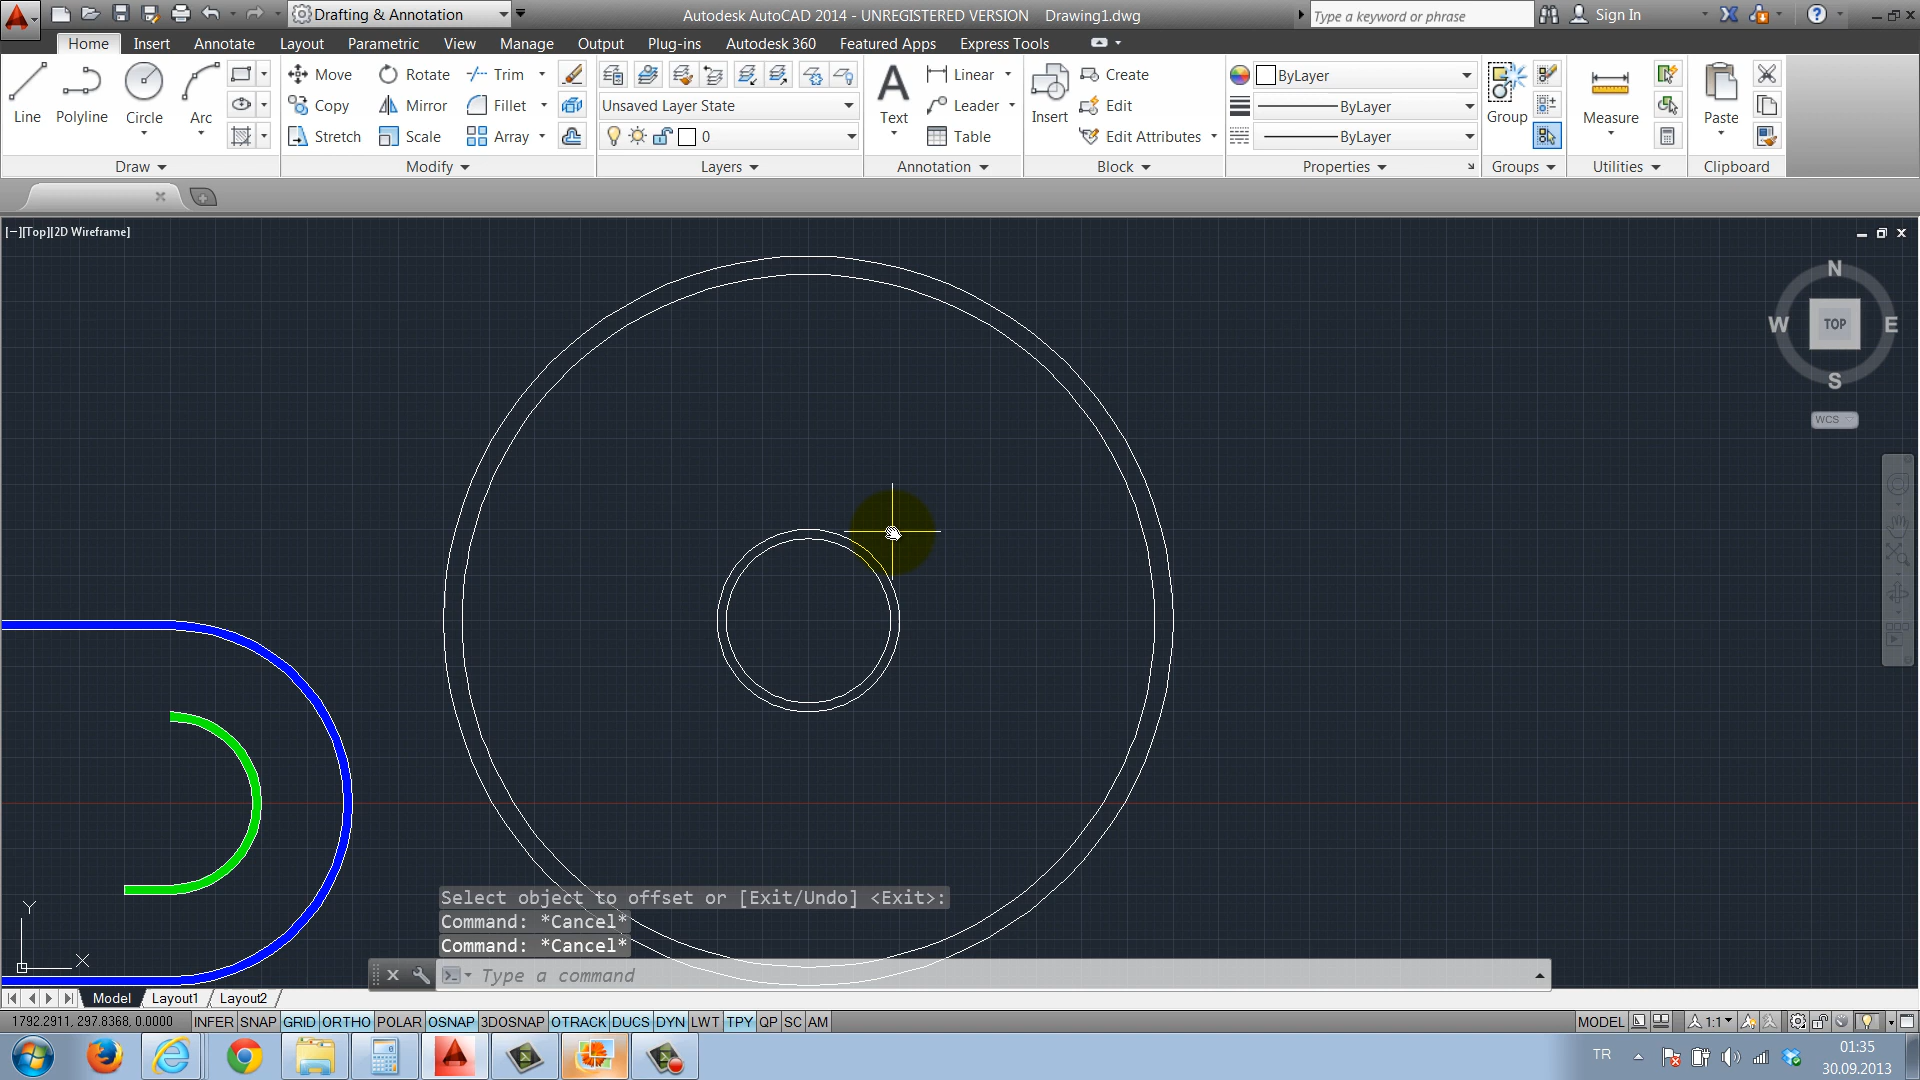 Drafting & Annotation
Autodesk AutoCAD 2014 - UNREGISTERED VERSION Drawing1.dwg
Type a keyword or phrase
Sign In
Home Insert Annotate Layout Parametric View Manage Output Plug-ins Autodesk 360 Featured Apps Express Tools
Move Rotate Trim
Copy Mirror Fillet
Stretch Scale Array
Line Polyline Circle Arc
Unsaved Layer State
0
Text
Linear
Leader
Table
Insert
Create
Edit
Edit Attributes
ByLayer
ByLayer
ByLayer
Group
Measure
Paste
Draw Modify Layers Annotation Block Properties Groups Utilities Clipboard
[−][Top][2D Wireframe]
N
W TOP E
S
WCS
Y
X
Select object to offset or [Exit/Undo] <Exit>:
Command: *Cancel*
Command: *Cancel*
Type a command
Model Layout1 Layout2
1792.2911, 297.8368, 0.0000 INFER SNAP GRID ORTHO POLAR OSNAP 3DOSNAP OTRACK DUCS DYN LWT TPY QP SC AM MODEL 1:1
TR
01:35
30.09.2013